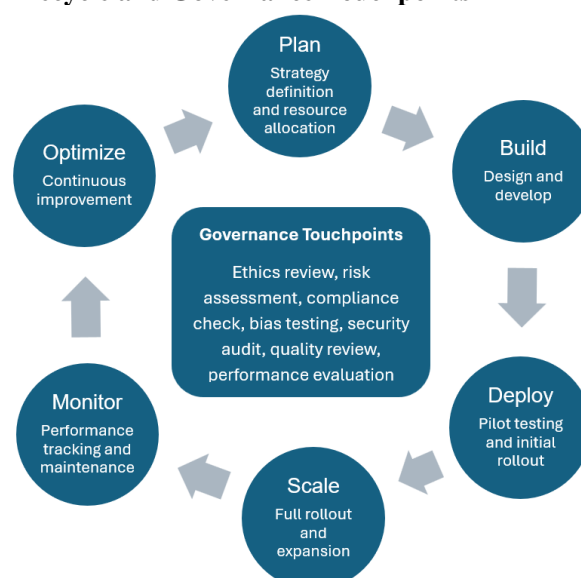 Plan
Strategy
definition
and resource
allocation
Build
Design and
develop
Deploy
Pilot testing
and initial
rollout
Scale
Full rollout
and
expansion
Monitor
Performance
tracking and
maintenance
Optimize
Continuous
improvement
Governance Touchpoints
Ethics review, risk
assessment, compliance
check, bias testing, security
audit, quality review,
performance evaluation